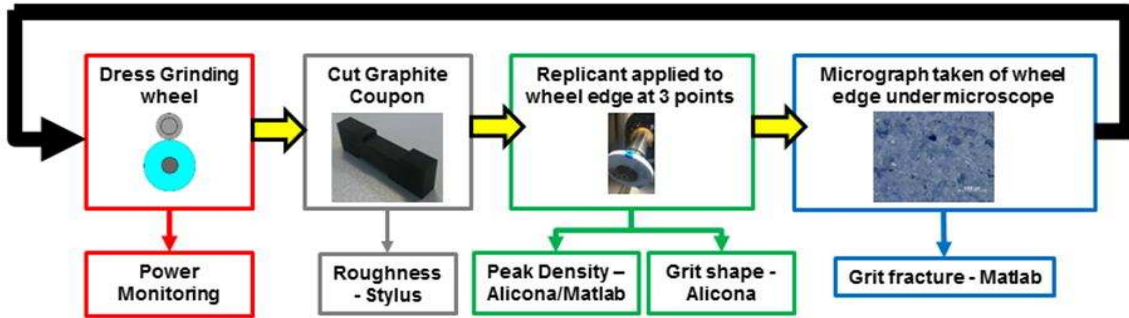 Dress Grinding
wheel
Cut Graphite
Coupon
Replicant applied to
wheel edge at 3 points
Micrograph taken of wheel
edge under microscope
Power
Monitoring
Roughness
- Stylus
Peak Density –
Alicona/Matlab
Grit shape -
Alicona
Grit fracture - Matlab